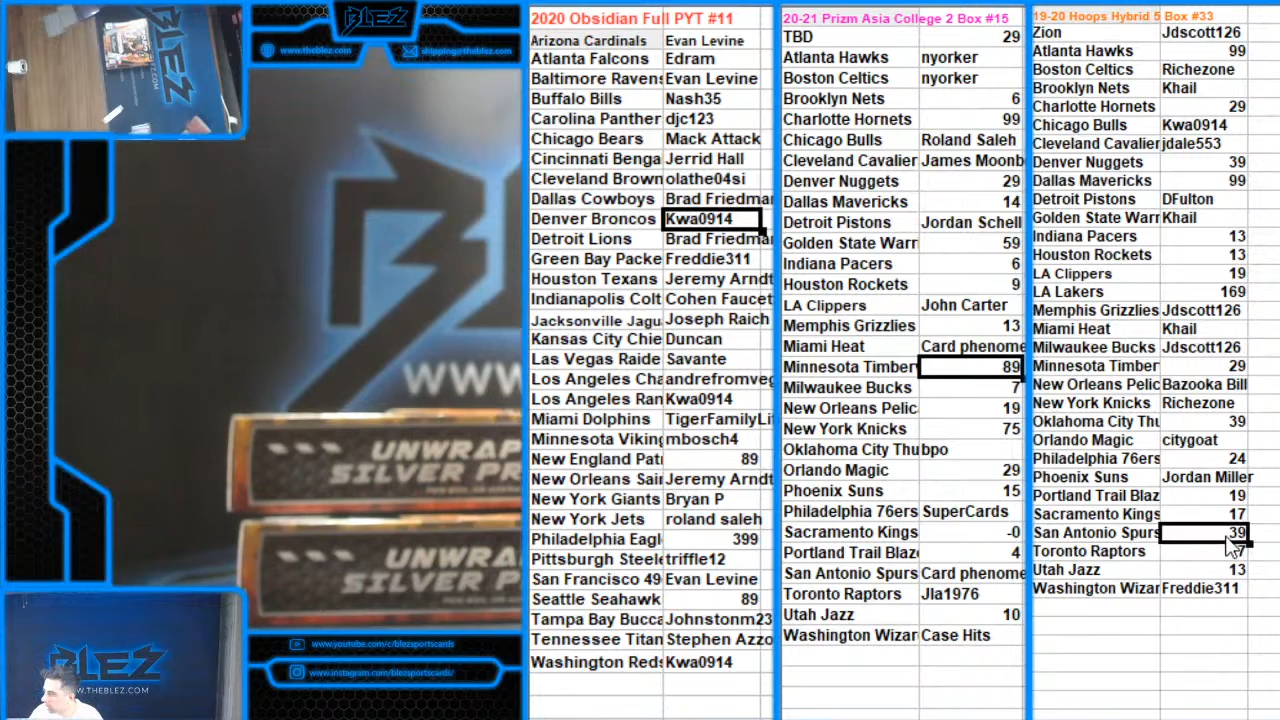 BLEZ
www.theblez.com
shipping@theblez.com
BLEZ
WWW
UNWRAP
SILVER PR
UNWRAP
SILVER PR
BLEZ
WWW.THEBLEZ.COM
www.youtube.com/c/blezsportscards
www.instagram.com/blezsportscards/
2020 Obsidian Full PYT #11
Arizona Cardinals Evan Levine
Atlanta Falcons Edram
Baltimore Ravens Evan Levine
Buffalo Bills Nash35
Carolina Panther djc123
Chicago Bears Mack Attack
Cincinnati Benga Jerrid Hall
Cleveland Brown olathe04si
Dallas Cowboys Brad Friedman
Denver Broncos Kwa0914
Detroit Lions Brad Friedman
Green Bay Packe Freddie311
Houston Texans Jeremy Arndt
Indianapolis Colt Cohen Faucet
Jacksonville Jagu Joseph Raich
Kansas City Chie Duncan
Las Vegas Raide Savante
Los Angeles Cha andrefromveg
Los Angeles Ran Kwa0914
Miami Dolphins TigerFamilyLif
Minnesota Viking mbosch4
New England Pat 89
New Orleans Sai Jeremy Arndt
New York Giants Bryan P
New York Jets roland saleh
Philadelphia Eagl 399
Pittsburgh Steele triffle12
San Francisco 49 Evan Levine
Seattle Seahawk 89
Tampa Bay Bucca Johnstonm23
Tennessee Titan Stephen Azzo
Washington Reds Kwa0914
20-21 Prizm Asia College 2 Box #15
TBD 29
Atlanta Hawks nyorker
Boston Celtics nyorker
Brooklyn Nets 6
Charlotte Hornets 99
Chicago Bulls Roland Saleh
Cleveland Cavalier James Moonb
Denver Nuggets 29
Dallas Mavericks 14
Detroit Pistons Jordan Schell
Golden State Warr 59
Indiana Pacers 6
Houston Rockets 9
LA Clippers John Carter
Memphis Grizzlies 13
Miami Heat Card phenome
Minnesota Timber 89
Milwaukee Bucks 7
New Orleans Pelic 19
New York Knicks 75
Oklahoma City Thu bpo
Orlando Magic 29
Phoenix Suns 15
Philadelphia 76ers SuperCards
Sacramento Kings -0
Portland Trail Blaz 4
San Antonio Spurs Card phenome
Toronto Raptors Jla1976
Utah Jazz 10
Washington Wizar Case Hits
19-20 Hoops Hybrid 5 Box #33
Zion Jdscott126
Atlanta Hawks 99
Boston Celtics Richezone
Brooklyn Nets Khail
Charlotte Hornets 29
Chicago Bulls Kwa0914
Cleveland Cavalier jdale553
Denver Nuggets 39
Dallas Mavericks 99
Detroit Pistons DFulton
Golden State Warr Khail
Indiana Pacers 13
Houston Rockets 13
LA Clippers 19
LA Lakers 169
Memphis Grizzlies Jdscott126
Miami Heat Khail
Milwaukee Bucks Jdscott126
Minnesota Timber 29
New Orleans Pelic Bazooka Bill
New York Knicks Richezone
Oklahoma City Thu 39
Orlando Magic citygoat
Philadelphia 76ers 24
Phoenix Suns Jordan Miller
Portland Trail Blaz 19
Sacramento Kings 17
San Antonio Spurs 39
Toronto Raptors 7
Utah Jazz 13
Washington Wizar Freddie311